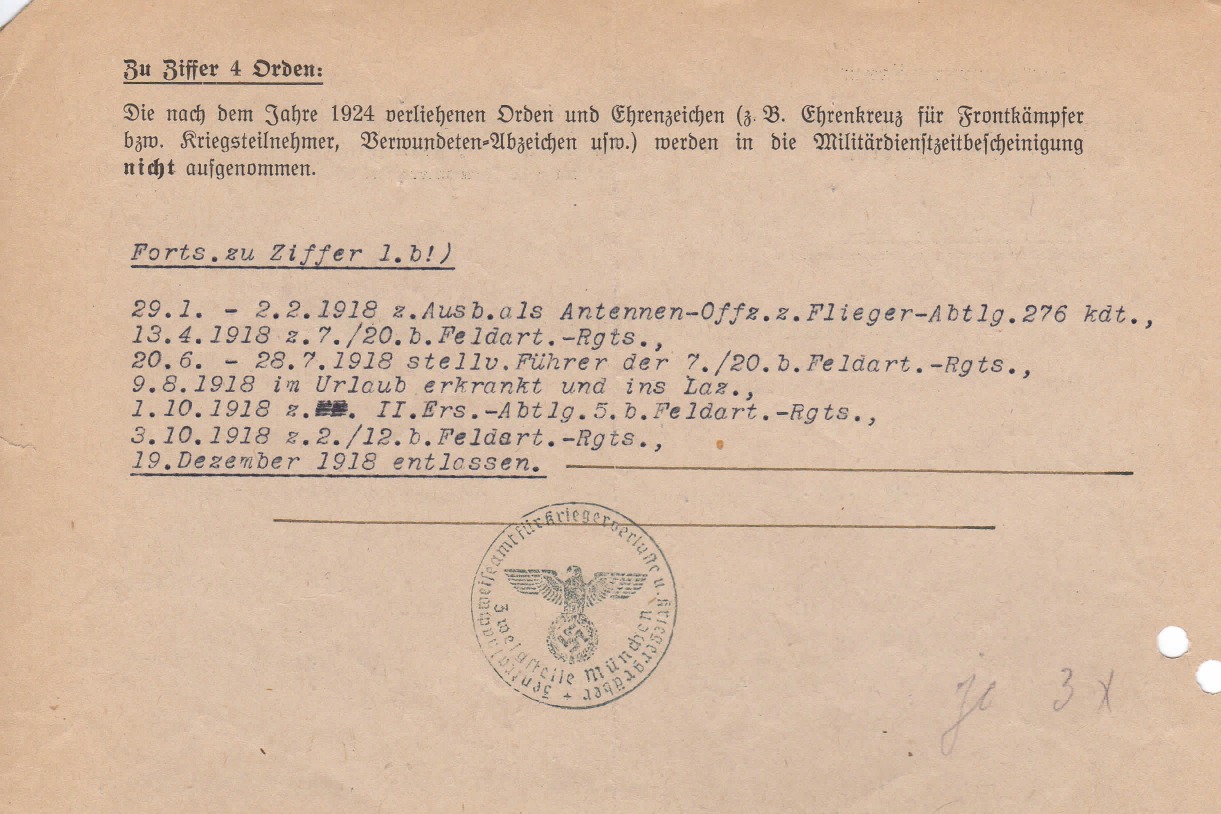 Zu Ziffer 4 Orden:
Die nach dem Jahre 1924 verliehenen Orden und Ehrenzeichen (z. B. Ehrenkreuz für Frontkämpfer
bzw. Kriegsteilnehmer, Verwundeten-Abzeichen usw.) werden in die Militärdienstzeitbescheinigung
nicht aufgenommen.
Forts.zu Ziffer 1.b!)
29.1. - 2.2.1918 z.Ausb.als Antennen-Offz.z.Flieger-Abtlg.276 kdt.,
13.4.1918 z.7./20.b.Feldart.-Rgts.,
20.6. - 28.7.1918 stellv.Führer der 7./20.b.Feldart.-Rgts.,
9.8.1918 im Urlaub erkrankt und ins Laz.,
1.10.1918 z. II.Ers.-Abtlg.5.b.Feldart.-Rgts.,
3.10.1918 z.2./12.b.Feldart.-Rgts.,
19.Dezember 1918 entlassen.
Zentralnachweiseamt für Kriegerverluste u. Kriegergräber +
Zweigstelle München
3 x